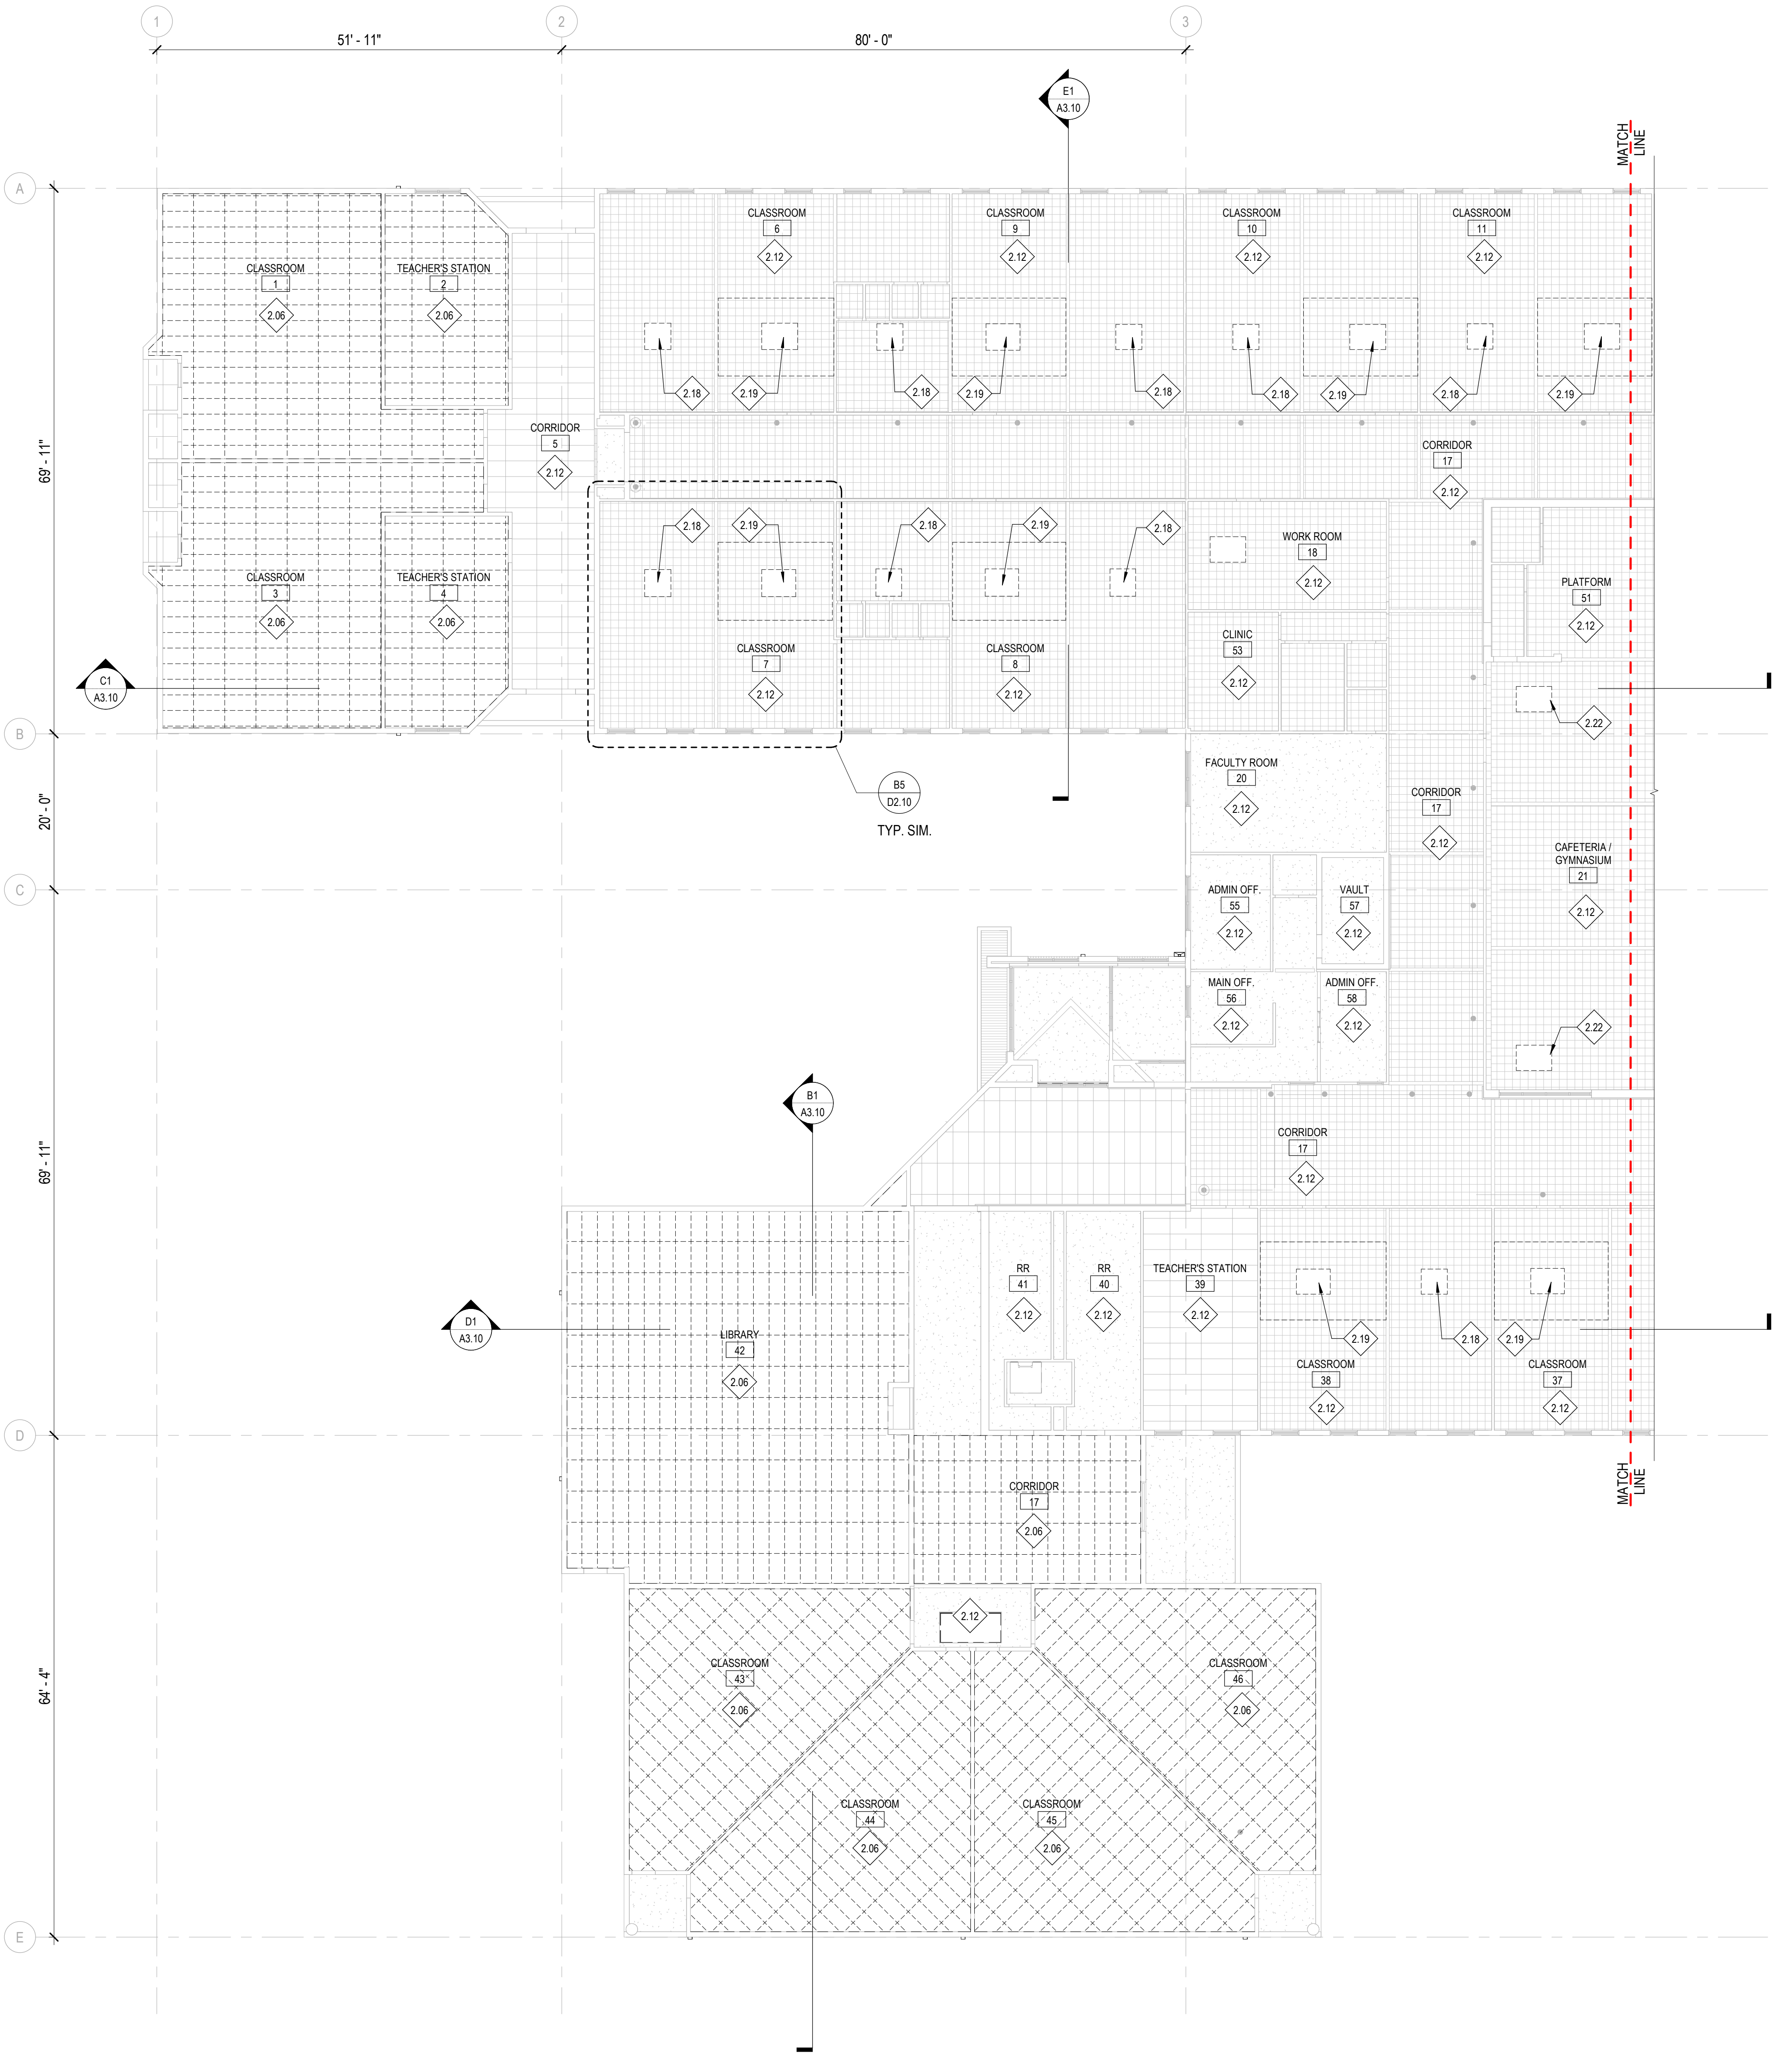 1
2
3
51' - 11"
80' - 0"
E1
A3.10
MATCH
LINE
A
CLASSROOM
6
2.12
CLASSROOM
9
2.12
CLASSROOM
10
2.12
CLASSROOM
11
2.12
CLASSROOM
1
2.06
TEACHER'S STATION
2
2.06
2.18
2.19
2.18
2.19
2.18
2.18
2.19
2.18
2.19
69' - 11"
CORRIDOR
5
2.12
CORRIDOR
17
2.12
2.18
2.19
2.18
2.19
2.18
WORK ROOM
18
2.12
CLASSROOM
3
2.06
TEACHER'S STATION
4
2.06
PLATFORM
51
2.12
CLASSROOM
7
2.12
CLASSROOM
8
2.12
CLINIC
53
2.12
C1
A3.10
2.22
B
B5
D2.10
TYP. SIM.
20' - 0"
FACULTY ROOM
20
2.12
CORRIDOR
17
2.12
CAFETERIA /
GYMNASIUM
21
2.12
C
ADMIN OFF.
55
2.12
VAULT
57
2.12
MAIN OFF.
56
2.12
ADMIN OFF.
58
2.12
2.22
B1
A3.10
69' - 11"
CORRIDOR
17
2.12
RR
41
2.12
RR
40
2.12
TEACHER'S STATION
39
2.12
D1
A3.10
LIBRARY
42
2.06
2.19
2.18
2.19
CLASSROOM
38
2.12
CLASSROOM
37
2.12
D
MATCH
LINE
CORRIDOR
17
2.06
2.12
64' - 4"
CLASSROOM
43
2.06
CLASSROOM
46
2.06
CLASSROOM
44
2.06
CLASSROOM
45
2.06
E